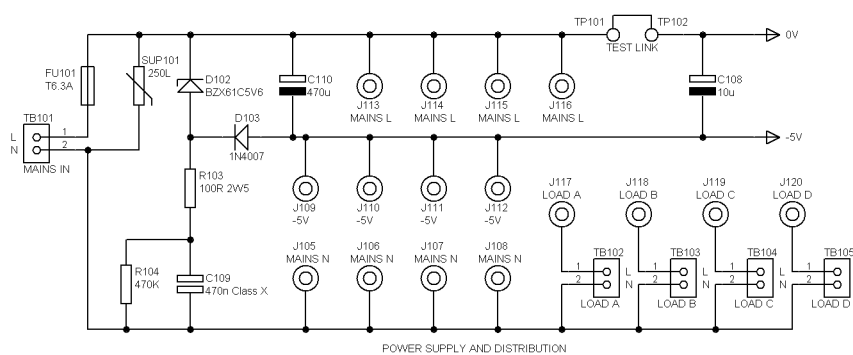 TP101 TP102
0V
TEST LINK
FU101
T6.3A
SUP101
250L
D102
BZX61C5V6
C110
470u
C108
10u
J113
MAINS L
J114
MAINS L
J115
MAINS L
J116
MAINS L
TB101
L 1
N 2
MAINS IN
D103
1N4007
-5V
R103
100R 2W5
J109
-5V
J110
-5V
J111
-5V
J112
-5V
J117
LOAD A
J118
LOAD B
J119
LOAD C
J120
LOAD D
J105
MAINS N
J106
MAINS N
J107
MAINS N
J108
MAINS N
R104
470K
C109
470n Class X
TB102
1 L
2 N
LOAD A
TB103
1 L
2 N
LOAD B
TB104
1 L
2 N
LOAD C
TB105
1
2
LOAD D
POWER SUPPLY AND DISTRIBUTION